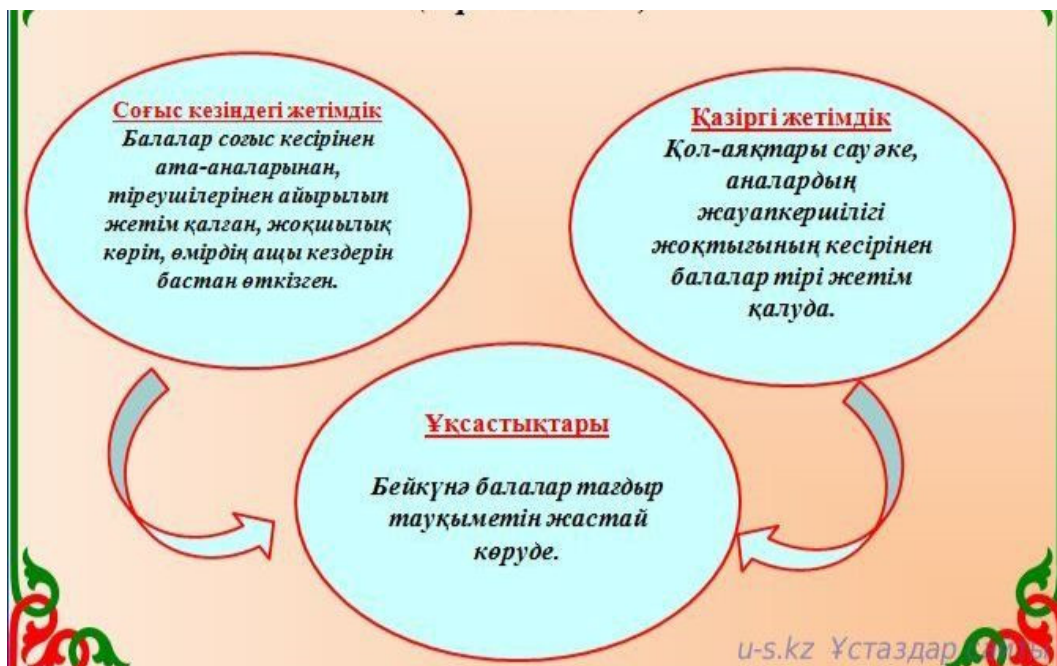 Соғыс кезіндегі жетімдік
Балалар соғыс кесірінен
ата-аналарынан,
тіреушілерінен айырылып
жетім қалған, жоқшылық
көріп, өмірдің ащы кездерін
бастан өткізген.
Қазіргі жетімдік
Қол-аяқтары сау әке,
аналардың
жауапкершілігі
жоқтығының кесірінен
балалар тірі жетім
қалуда.
Ұқсастықтары
Бейкүнә балалар тағдыр
тауқыметін жастай
көруде.
u-s.kz Ұстаздар